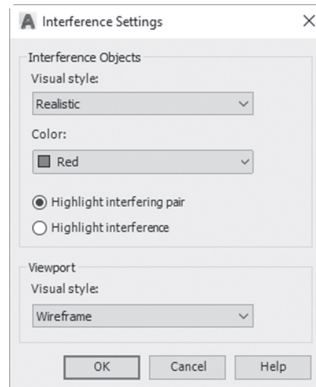 Interference Settings
Interference Objects
Visual style:
Realistic
Color:
Red
Highlight interfering pair
Highlight interference
Viewport
Visual style:
Wireframe
OK Cancel Help